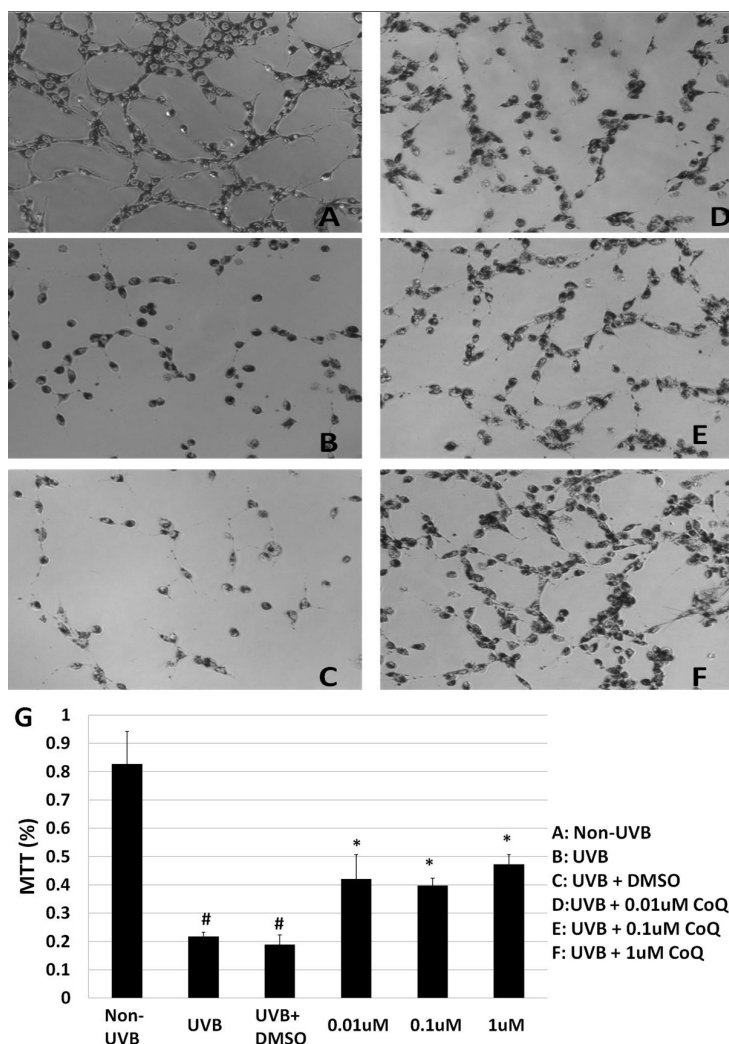 A
D
B
E
C
F
G
1
0.9
0.8
0.7
0.6
0.5
0.4
0.3
0.2
0.1
0
MTT (%)
#
#
*
*
*
Non-
UVB
UVB
UVB+
DMSO
0.01uM
0.1uM
1uM
A: Non-UVB
B: UVB
C: UVB + DMSO
D:UVB + 0.01uM CoQ
E: UVB + 0.1uM CoQ
F: UVB + 1uM CoQ